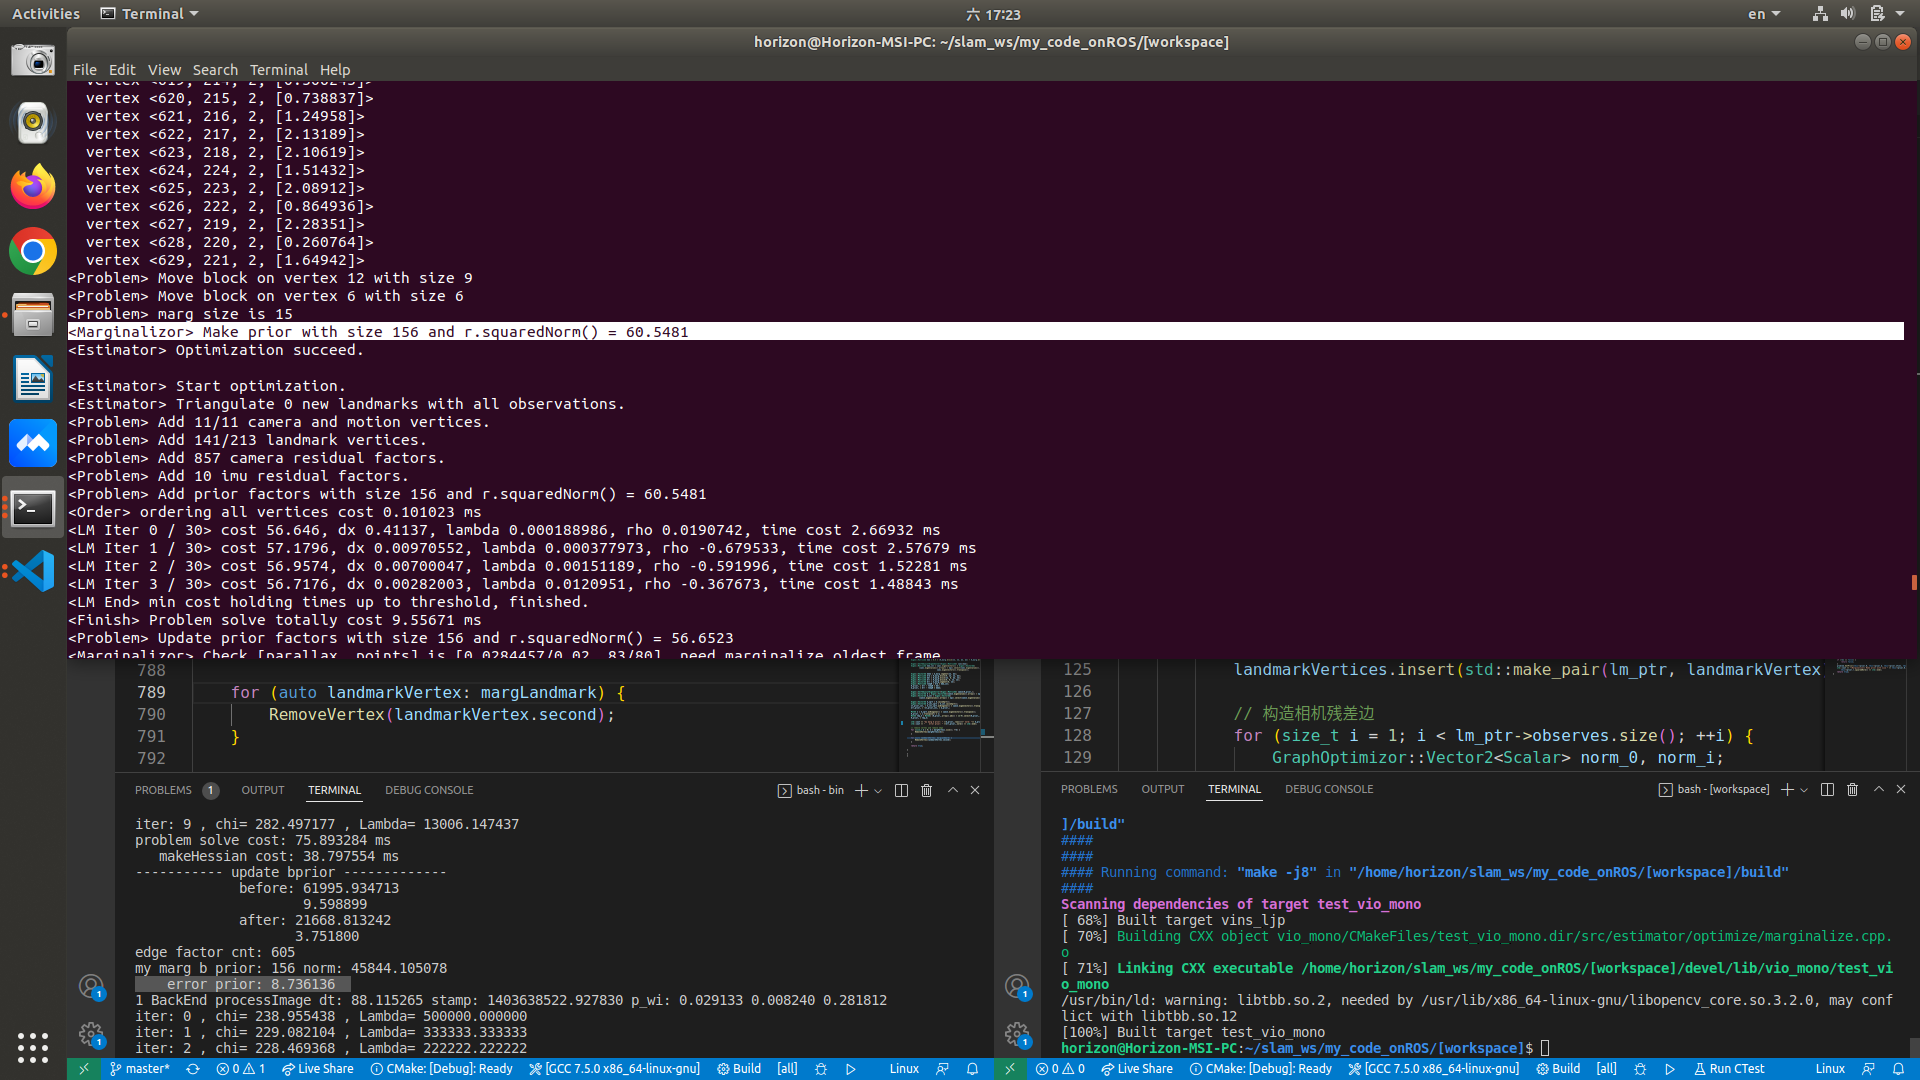 Activities
Terminal
六 17:23
en
horizon@Horizon-MSI-PC: ~/slam_ws/my_code_onROS/[workspace]
File Edit View Search Terminal Help
vertex <619, 214, 2, [0.568243]>
vertex <620, 215, 2, [0.738837]>
vertex <621, 216, 2, [1.24958]>
vertex <622, 217, 2, [2.13189]>
vertex <623, 218, 2, [2.10619]>
vertex <624, 224, 2, [1.51432]>
vertex <625, 223, 2, [2.08912]>
vertex <626, 222, 2, [0.864936]>
vertex <627, 219, 2, [2.28351]>
vertex <628, 220, 2, [0.260764]>
vertex <629, 221, 2, [1.64942]>
<Problem> Move block on vertex 12 with size 9
<Problem> Move block on vertex 6 with size 6
<Problem> marg size is 15
<Marginalizor> Make prior with size 156 and r.squaredNorm() = 60.5481
<Estimator> Optimization succeed.
<Estimator> Start optimization.
<Estimator> Triangulate 0 new landmarks with all observations.
<Problem> Add 11/11 camera and motion vertices.
<Problem> Add 141/213 landmark vertices.
<Problem> Add 857 camera residual factors.
<Problem> Add 10 imu residual factors.
<Problem> Add prior factors with size 156 and r.squaredNorm() = 60.5481
<Order> ordering all vertices cost 0.101023 ms
<LM Iter 0 / 30> cost 56.646, dx 0.41137, lambda 0.000188986, rho 0.0190742, time cost 2.66932 ms
<LM Iter 1 / 30> cost 57.1796, dx 0.00970552, lambda 0.000377973, rho -0.679533, time cost 2.57679 ms
<LM Iter 2 / 30> cost 56.9574, dx 0.00700047, lambda 0.00151189, rho -0.591996, time cost 1.52281 ms
<LM Iter 3 / 30> cost 56.7176, dx 0.00282003, lambda 0.0120951, rho -0.367673, time cost 1.48843 ms
<LM End> min cost holding times up to threshold, finished.
<Finish> Problem solve totally cost 9.55671 ms
<Problem> Update prior factors with size 156 and r.squaredNorm() = 56.6523
<Marginalizor> Check [parallax, points] is [0.0284457/0.02, 83/80], need marginalize oldest frame.
788
789 for (auto landmarkVertex: margLandmark) {
790 RemoveVertex(landmarkVertex.second);
791 }
792
PROBLEMS 1 OUTPUT TERMINAL DEBUG CONSOLE
bash - bin
iter: 9 , chi= 282.497177 , Lambda= 13006.147437
problem solve cost: 75.893284 ms
makeHessian cost: 38.797554 ms
----------- update bprior -------------
before: 61995.934713
9.598899
after: 21668.813242
3.751800
edge factor cnt: 605
my marg b prior: 156 norm: 45844.105078
error prior: 8.736136
1 BackEnd processImage dt: 88.115265 stamp: 1403638522.927830 p_wi: 0.029133 0.008240 0.281812
iter: 0 , chi= 238.955438 , Lambda= 500000.000000
iter: 1 , chi= 229.082104 , Lambda= 333333.333333
iter: 2 , chi= 228.469368 , Lambda= 222222.222222
master* 0 1 Live Share CMake: [Debug]: Ready [GCC 7.5.0 x86_64-linux-gnu] Build [all] Linux
125 landmarkVertices.insert(std::make_pair(lm_ptr, landmarkVertex
126
127 // 构造相机残差边
128 for (size_t i = 1; i < lm_ptr->observes.size(); ++i) {
129 GraphOptimizor::Vector2<Scalar> norm_0, norm_i;
PROBLEMS OUTPUT TERMINAL DEBUG CONSOLE
bash - [workspace]
]/build"
####
####
#### Running command: "make -j8" in "/home/horizon/slam_ws/my_code_onROS/[workspace]/build"
####
Scanning dependencies of target test_vio_mono
[ 68%] Built target vins_ljp
[ 70%] Building CXX object vio_mono/CMakeFiles/test_vio_mono.dir/src/estimator/optimize/marginalize.cpp.
o
[ 71%] Linking CXX executable /home/horizon/slam_ws/my_code_onROS/[workspace]/devel/lib/vio_mono/test_vi
o_mono
/usr/bin/ld: warning: libtbb.so.2, needed by /usr/lib/x86_64-linux-gnu/libopencv_core.so.3.2.0, may conf
lict with libtbb.so.12
[100%] Built target test_vio_mono
horizon@Horizon-MSI-PC:~/slam_ws/my_code_onROS/[workspace]$
0 0 Live Share CMake: [Debug]: Ready [GCC 7.5.0 x86_64-linux-gnu] Build [all] Run CTest Linux